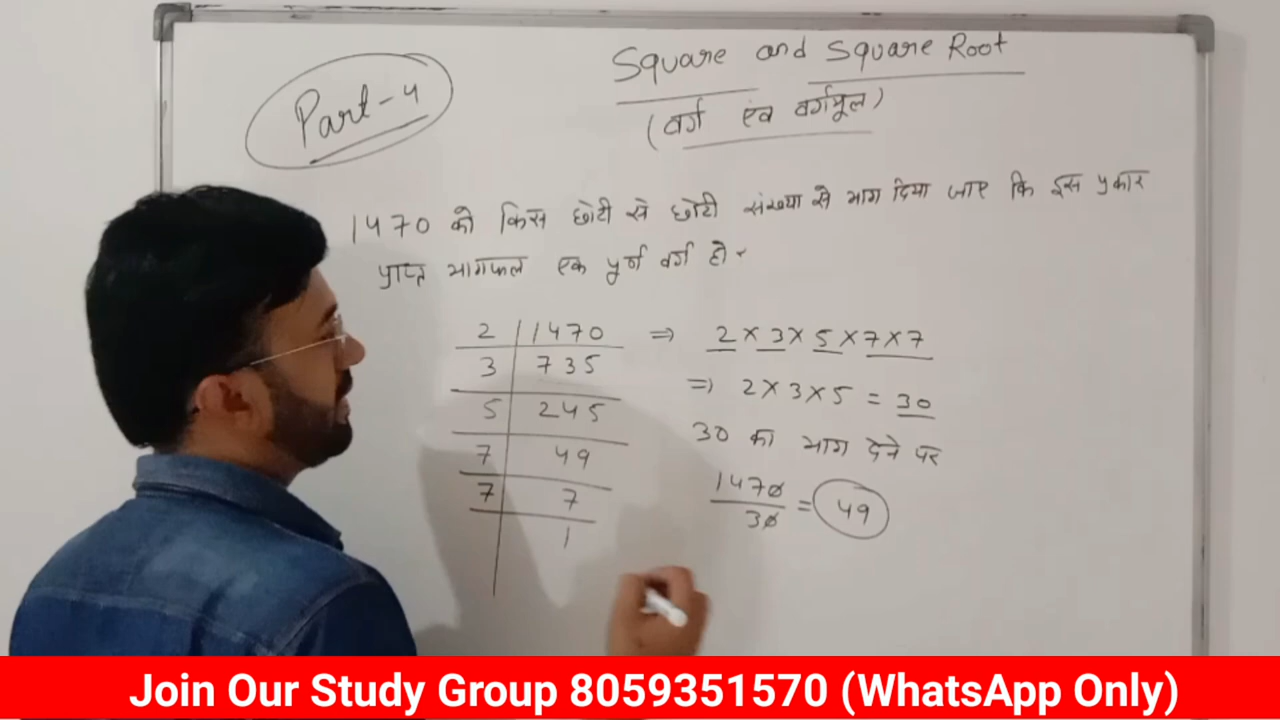 Part-4
Square and Square Root
(वर्ग एंव वर्गमूल)
1470 को किस छोटी से छोटी संख्या से भाग दिया जाए कि इस प्रकार
प्राप्त भागफल एक पूर्ण वर्ग हो -
2 | 1470 ⇒ 2×3×5×7×7
3 | 735
⇒ 2×3×5 = 30
5 | 245
30 का भाग देने पर
7 | 49
1470/30 = 49
7 | 7
1
Join Our Study Group 8059351570 (WhatsApp Only)